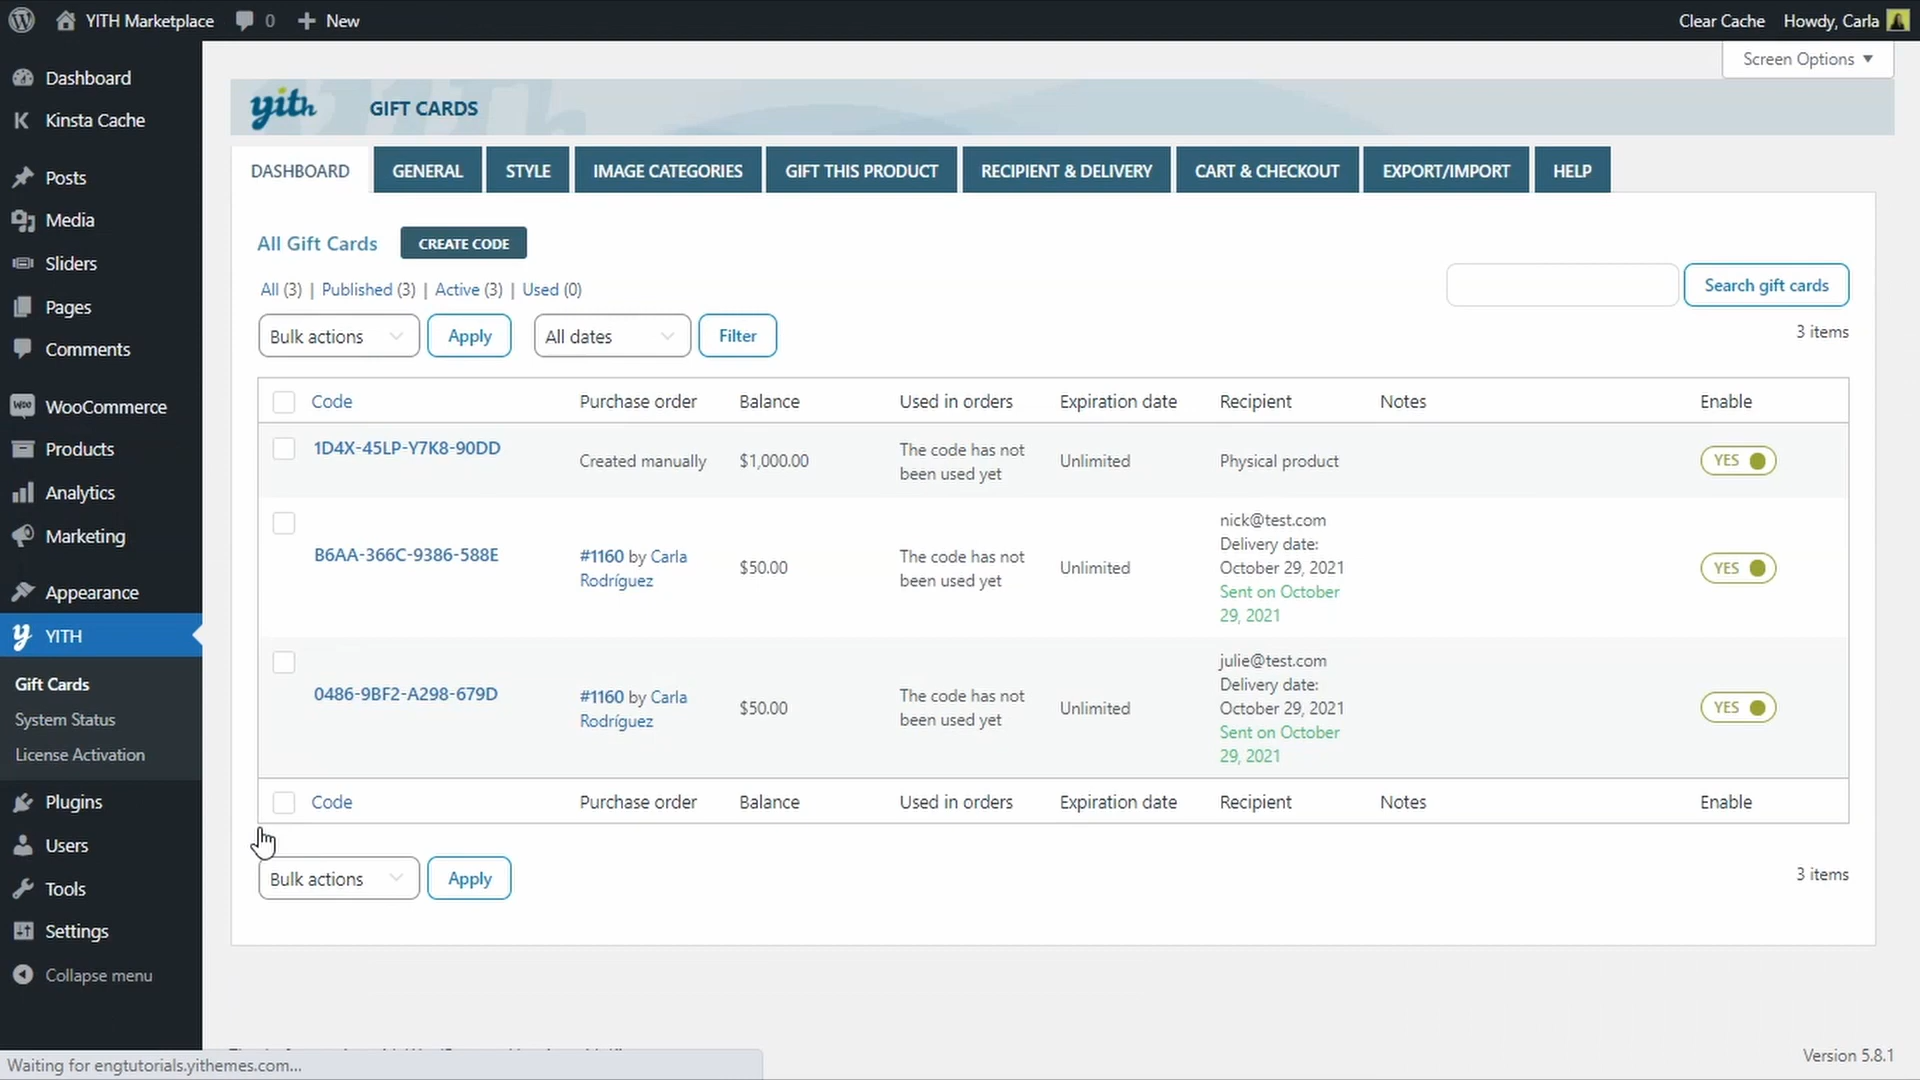 YITH Marketplace 0 New Clear Cache Howdy, Carla
Screen Options
Dashboard
Kinsta Cache
Posts
Media
Sliders
Pages
Comments
WooCommerce
Products
Analytics
Marketing
Appearance
YITH
Gift Cards
System Status
License Activation
Plugins
Users
Tools
Settings
Collapse menu
yith GIFT CARDS
DASHBOARD GENERAL STYLE IMAGE CATEGORIES GIFT THIS PRODUCT RECIPIENT & DELIVERY CART & CHECKOUT EXPORT/IMPORT HELP
All Gift Cards CREATE CODE
All (3) | Published (3) | Active (3) | Used (0)
Search gift cards
Bulk actions Apply All dates Filter
3 items
Code Purchase order Balance Used in orders Expiration date Recipient Notes Enable
1D4X-45LP-Y7K8-90DD Created manually $1,000.00 The code has not
been used yet Unlimited Physical product YES
B6AA-366C-9386-588E #1160 by Carla
Rodríguez $50.00 The code has not
been used yet Unlimited nick@test.com
Delivery date:
October 29, 2021
Sent on October
29, 2021
YES
0486-9BF2-A298-679D #1160 by Carla
Rodríguez $50.00 The code has not
been used yet Unlimited julie@test.com
Delivery date:
October 29, 2021
Sent on October
29, 2021
YES
Code Purchase order Balance Used in orders Expiration date Recipient Notes Enable
Bulk actions Apply
3 items
Version 5.8.1
Waiting for engtutorials.yithemes.com...